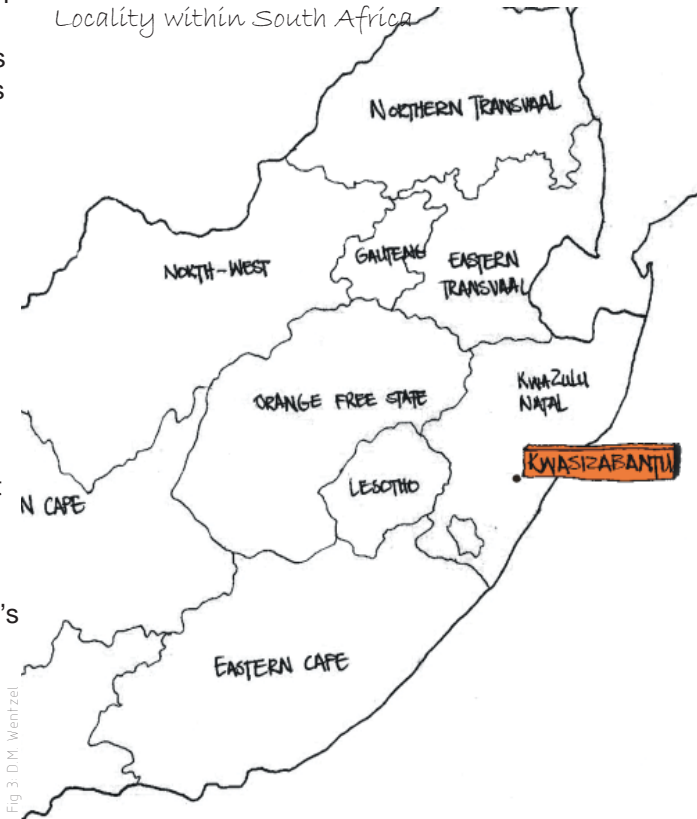 Locality within South Africa
s
s
NORTHERN TRANSVAAL
NORTH-WEST
GAUTENG
EASTERN
TRANSVAAL
KWAZULU
NATAL
ORANGE FREE STATE
KWASIZABANTU
LESOTHO
N CAPE
's
EASTERN CAPE
Fig 3 D M Wentzel